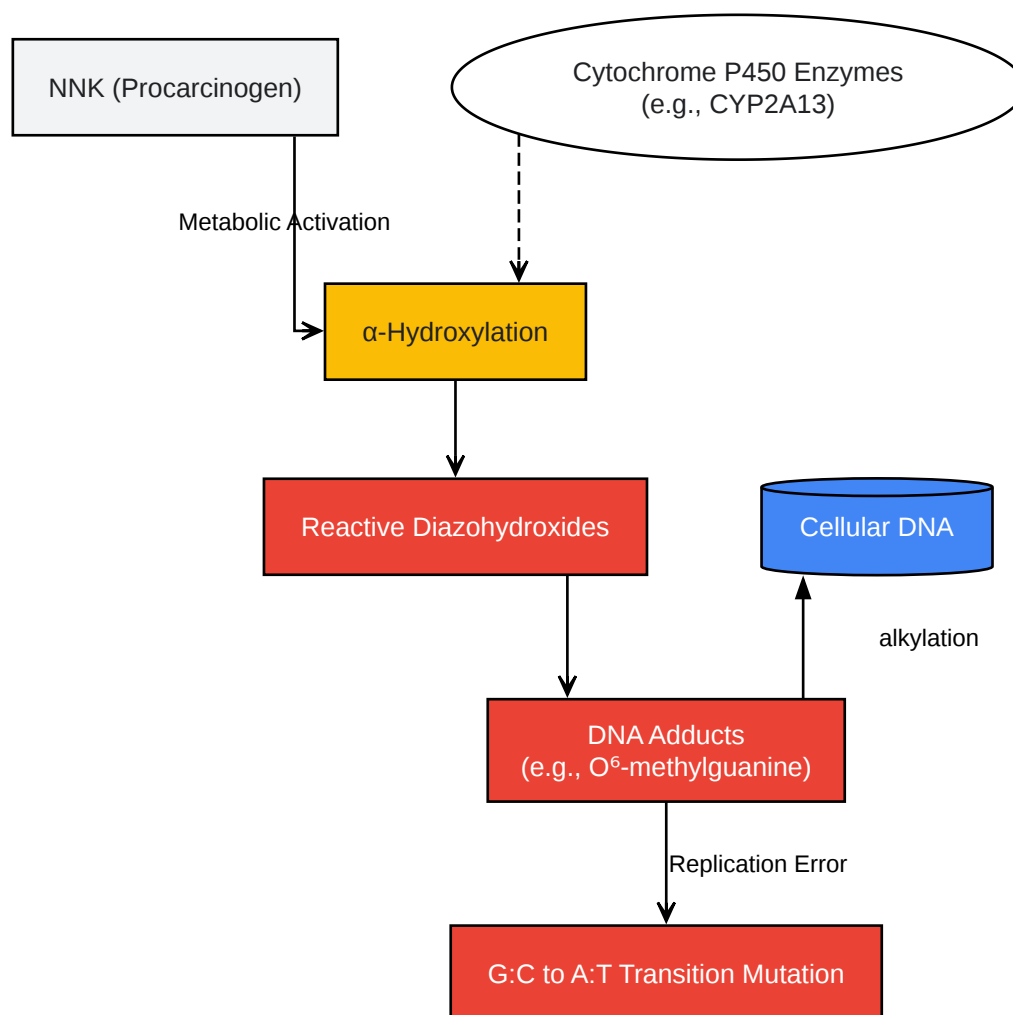 NNK (Procarcinogen)
Cytochrome P450 Enzymes
(e.g., CYP2A13)
Metabolic Activation
α-Hydroxylation
Reactive Diazohydroxides
Cellular DNA
alkylation
DNA Adducts
(e.g., O⁶-methylguanine)
Replication Error
G:C to A:T Transition Mutation